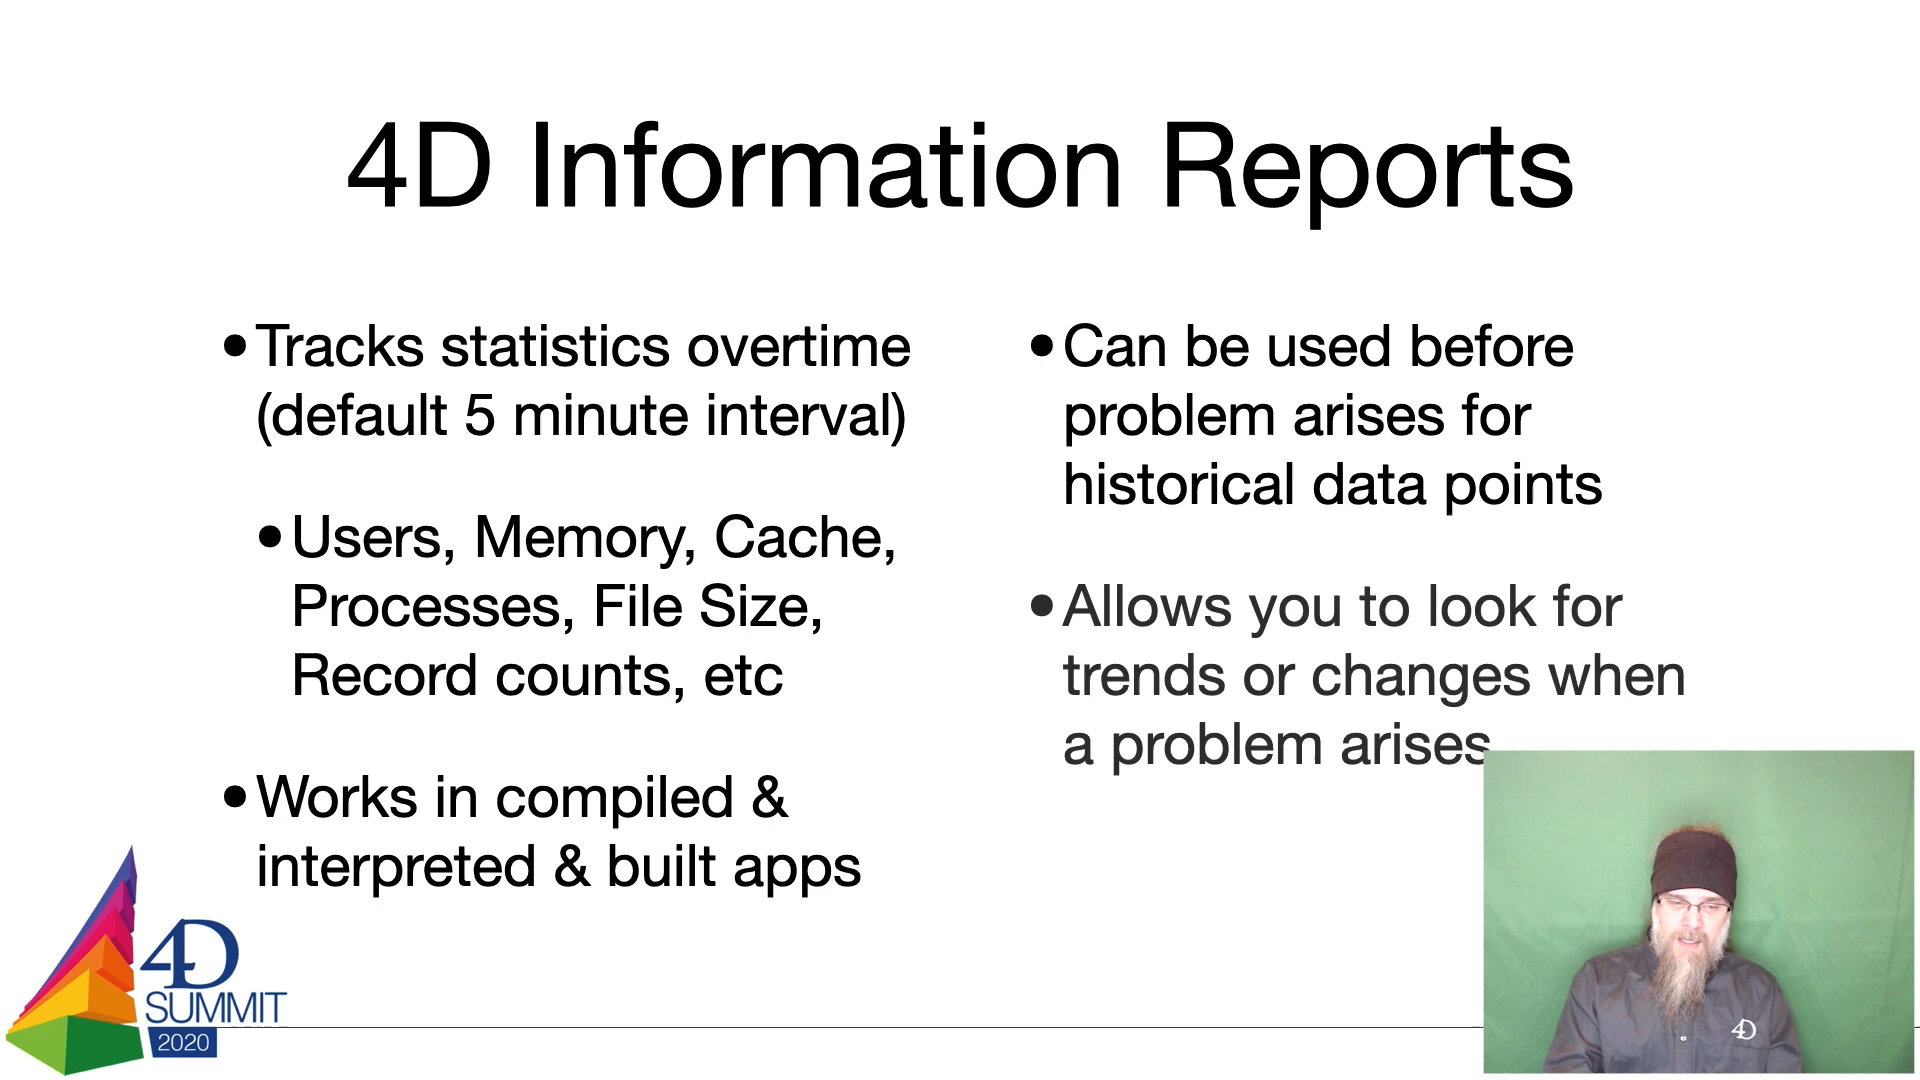 4D Information Reports
•Tracks statistics overtime
(default 5 minute interval)
•Users, Memory, Cache,
Processes, File Size,
Record counts, etc
•Works in compiled &
interpreted & built apps
•Can be used before
problem arises for
historical data points
•Allows you to look for
trends or changes when
a problem arises
4D
SUMMIT
2020
4D